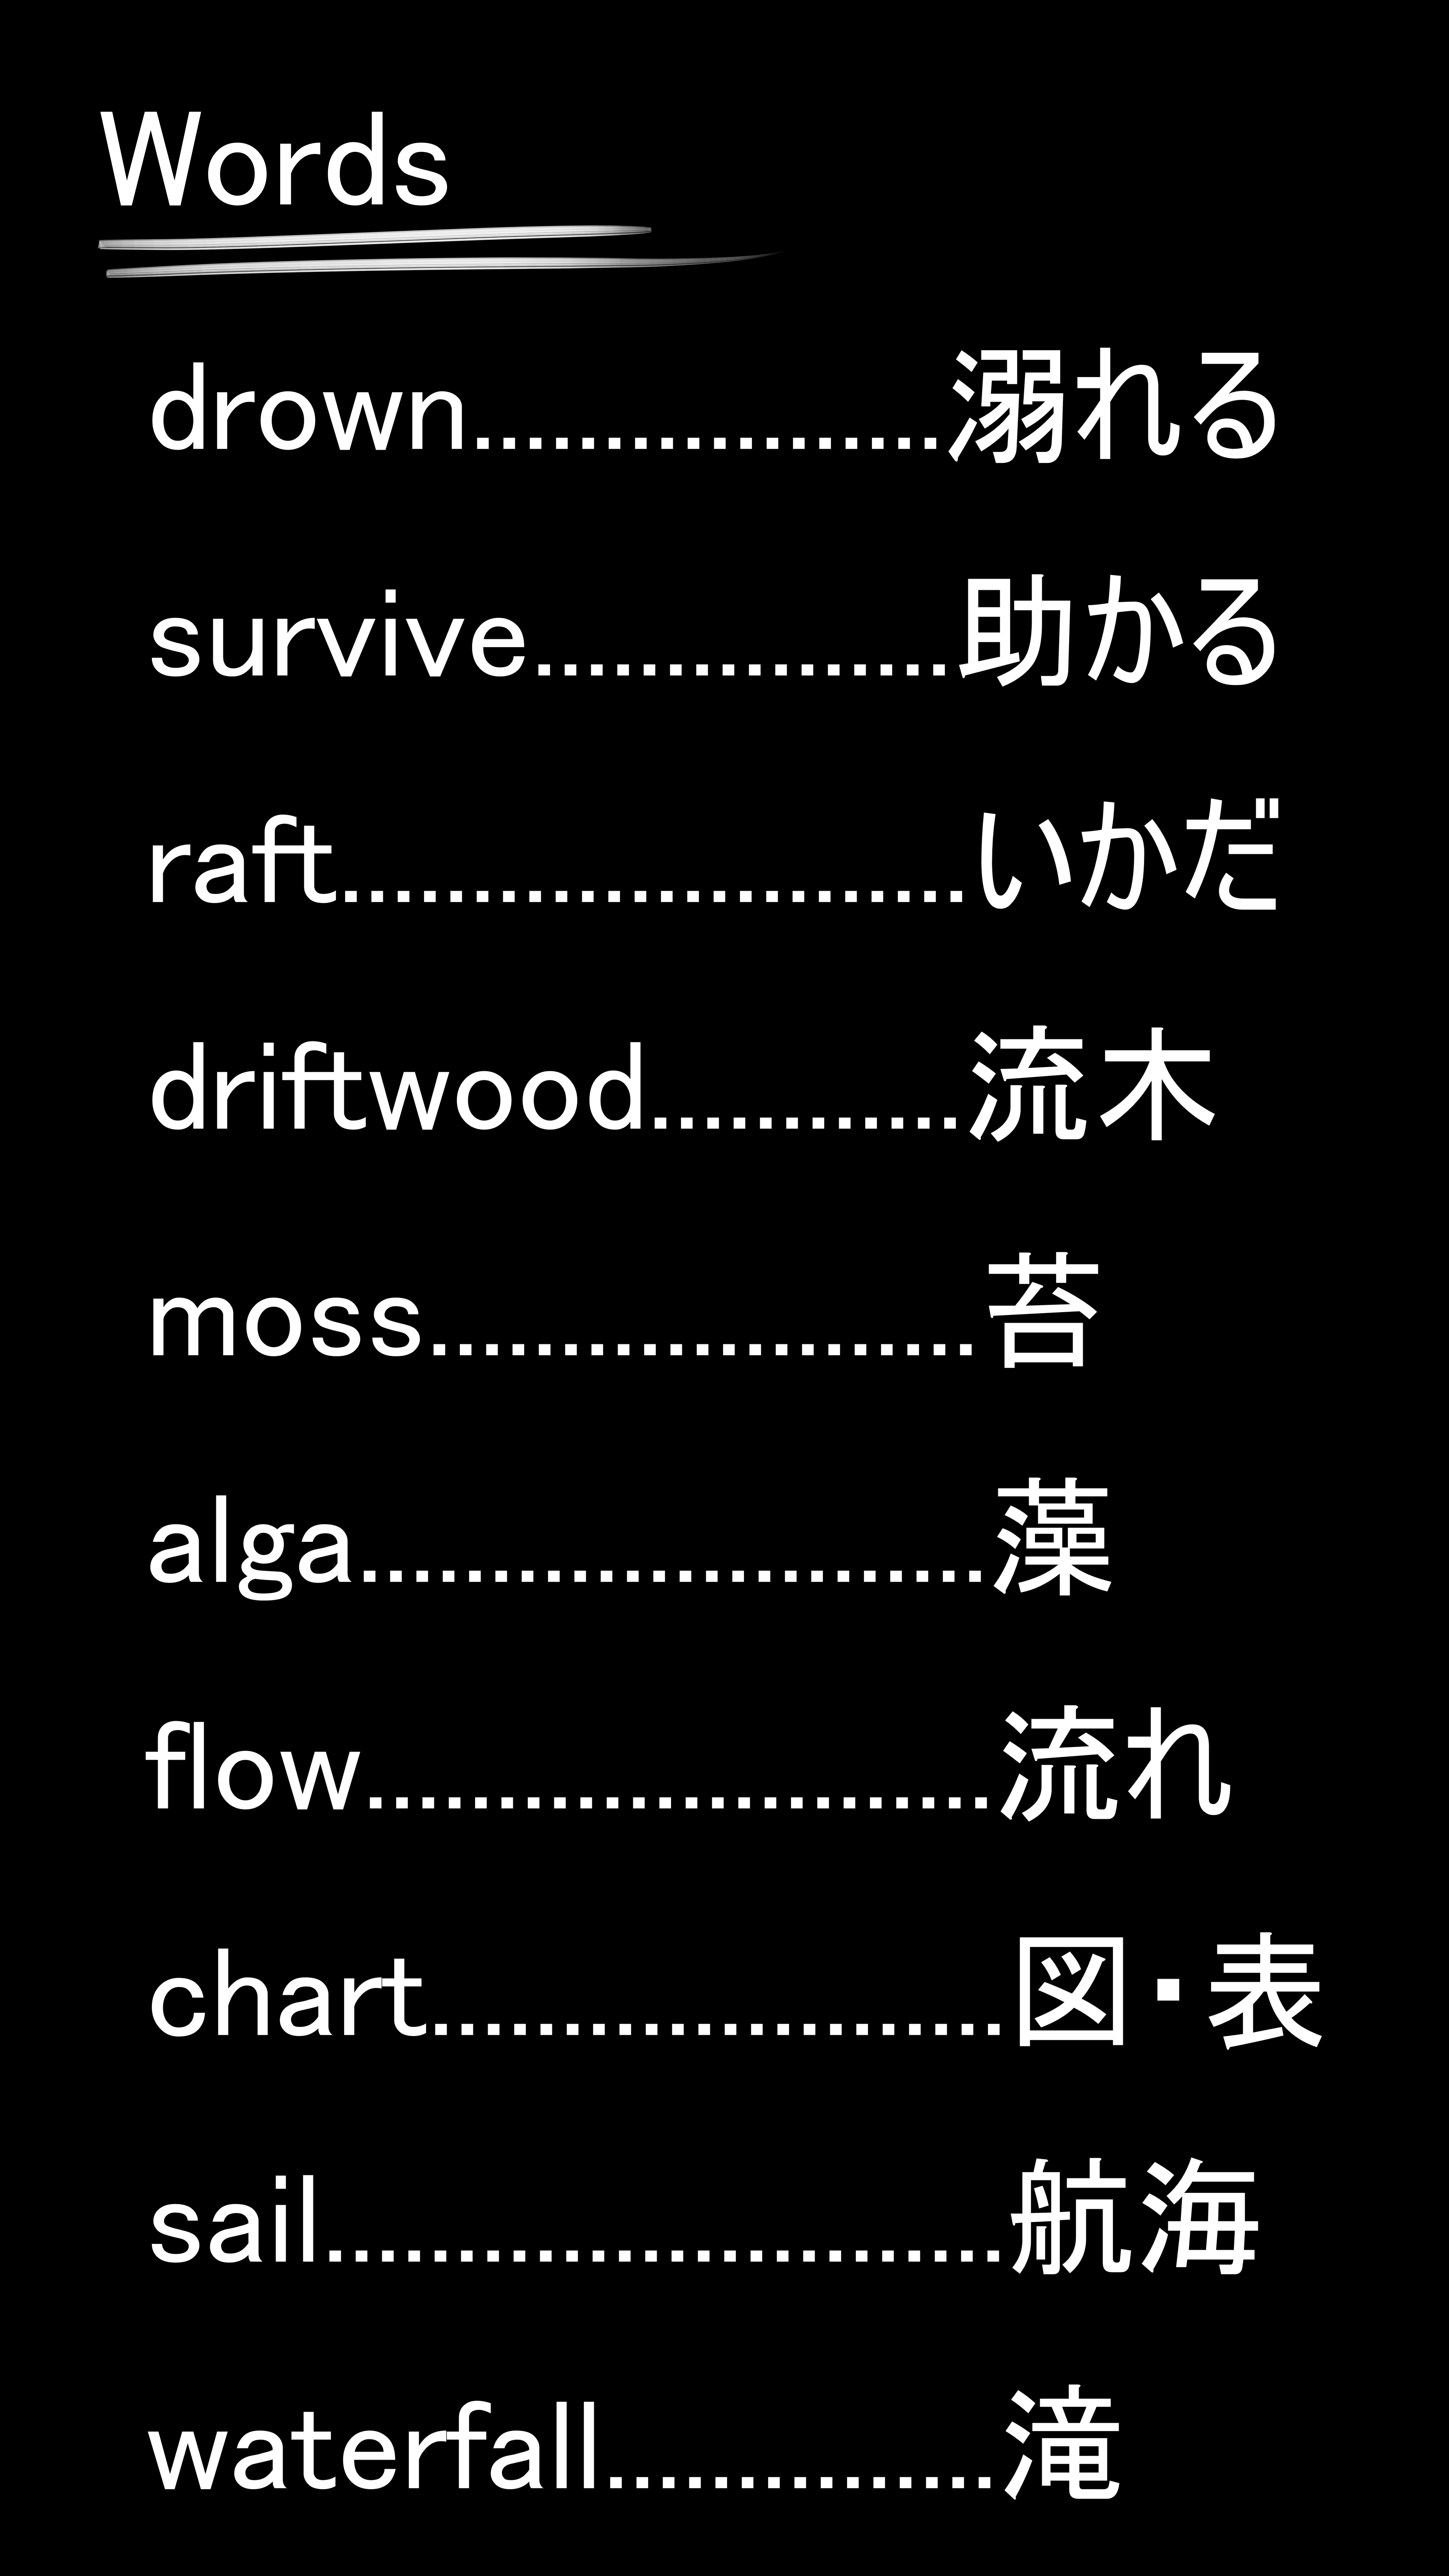 Words
drown..................溺れる
survive................助かる
raft........................いかだ
driftwood............流木
moss.....................苔
alga........................藻
flow........................流れ
chart......................図・表
sail..........................航海
waterfall...............滝